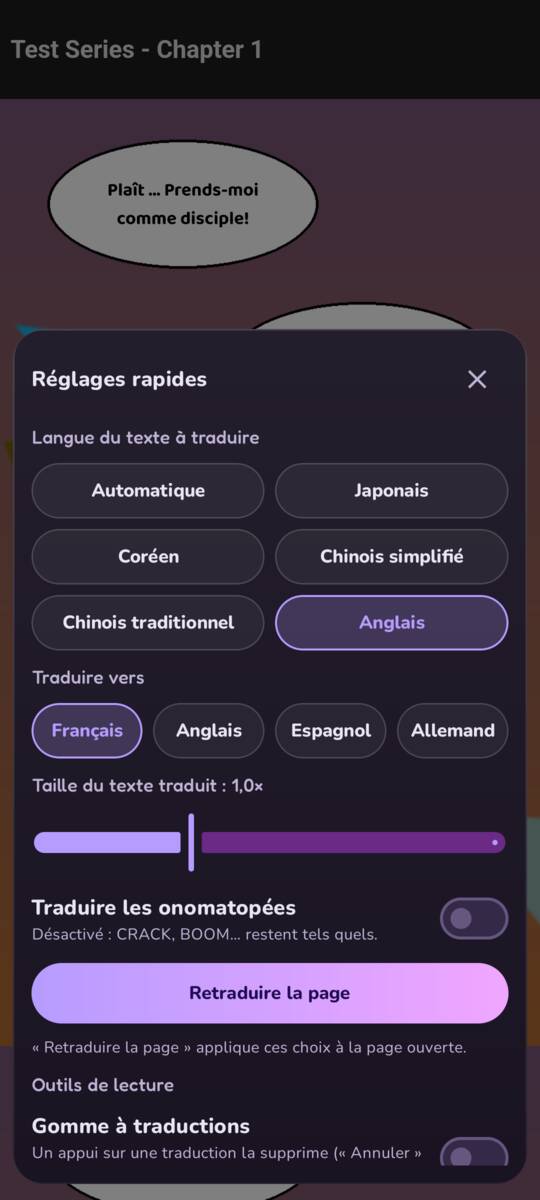 Test Series - Chapter 1
Plaît ... Prends-moi
comme disciple!
Réglages rapides
Langue du texte à traduire
Automatique
Japonais
Coréen
Chinois simplifié
Chinois traditionnel
Anglais
Traduire vers
Français
Anglais
Espagnol
Allemand
Taille du texte traduit : 1,0×
Traduire les onomatopées
Désactivé : CRACK, BOOM… restent tels quels.
Retraduire la page
« Retraduire la page » applique ces choix à la page ouverte.
Outils de lecture
Gomme à traductions
Un appui sur une traduction la supprime (« Annuler »